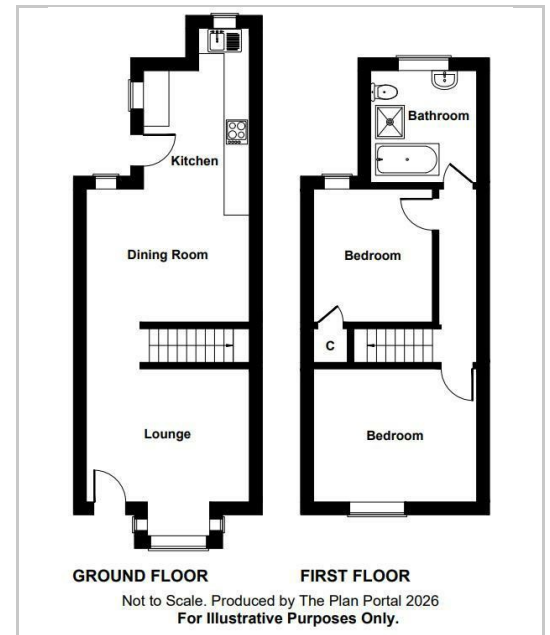 Kitchen
Dining Room
Lounge
Bathroom
Bedroom
C
Bedroom
GROUND FLOOR
FIRST FLOOR
Not to Scale. Produced by The Plan Portal 2026
For Illustrative Purposes Only.